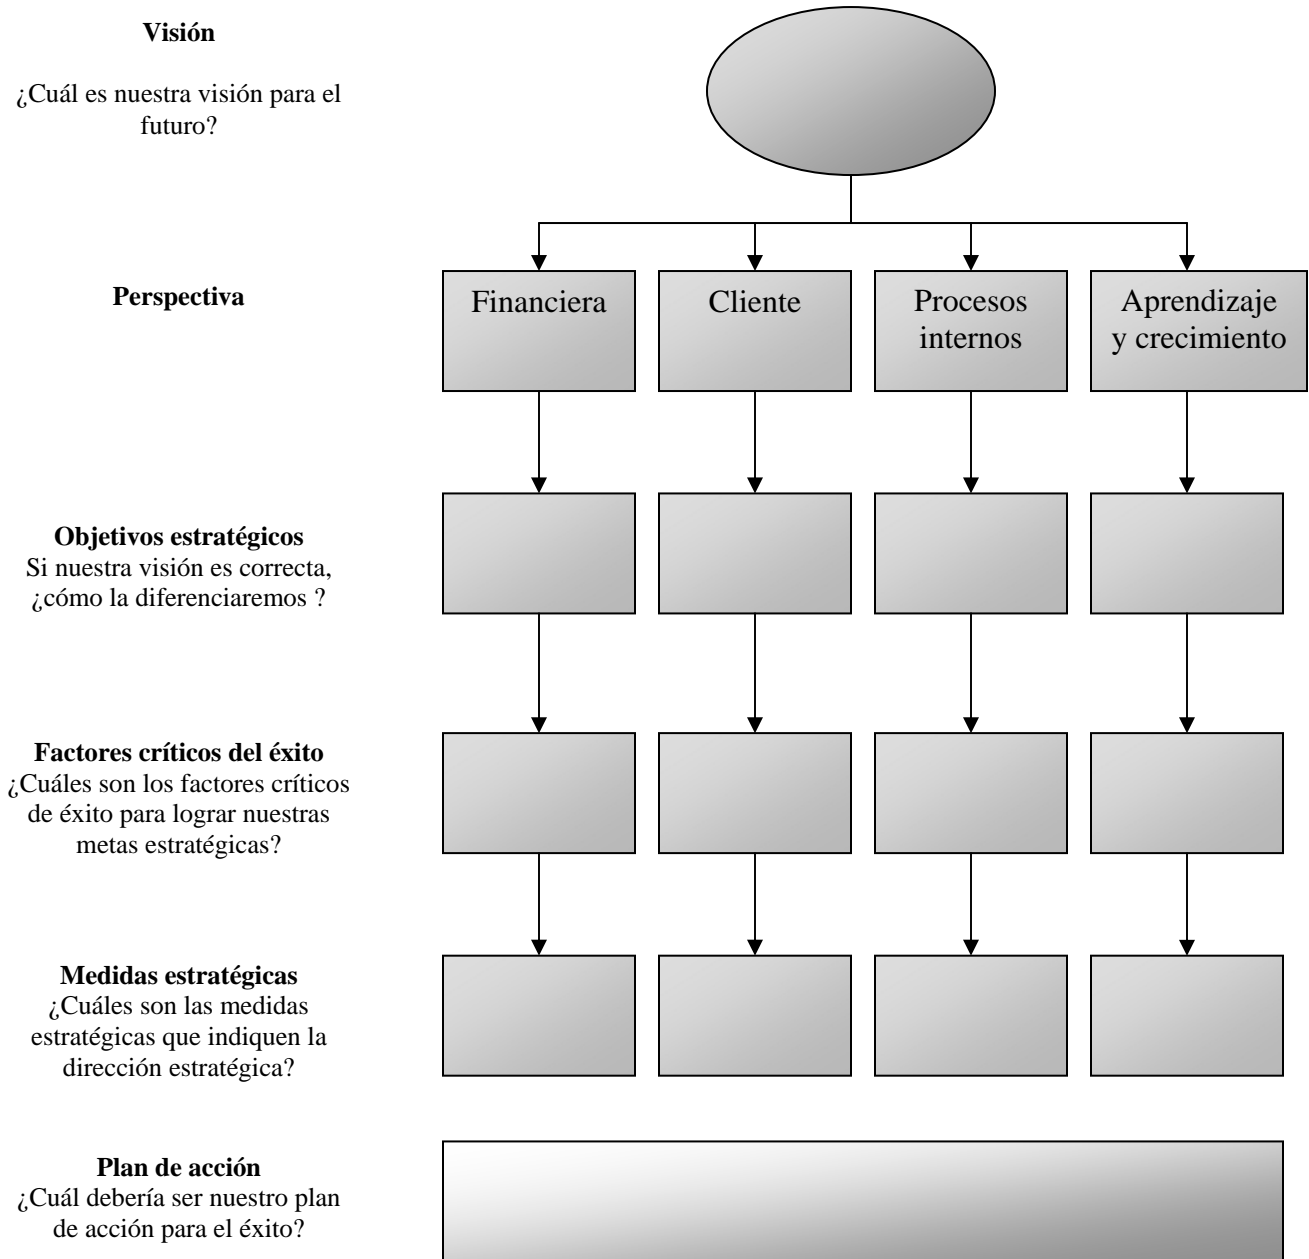 Visión
¿Cuál es nuestra visión para el
futuro?
Perspectiva
Financiera
Cliente
Procesos
internos
Aprendizaje
y crecimiento
Objetivos estratégicos
Si nuestra visión es correcta,
¿cómo la diferenciaremos ?
Factores críticos del éxito
¿Cuáles son los factores críticos
de éxito para lograr nuestras
metas estratégicas?
Medidas estratégicas
¿Cuáles son las medidas
estratégicas que indiquen la
dirección estratégica?
Plan de acción
¿Cuál debería ser nuestro plan
de acción para el éxito?